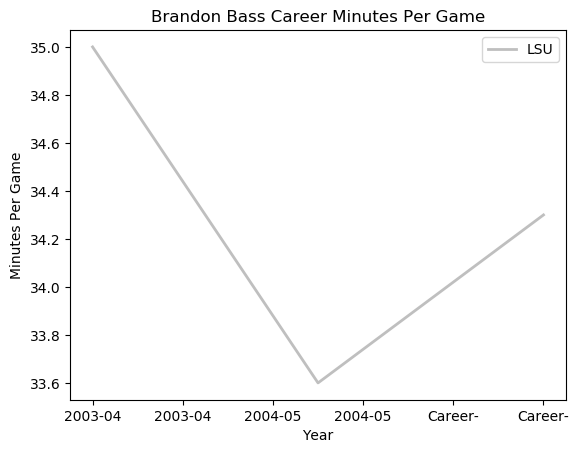 Brandon Bass Career Minutes Per Game
LSU
35.0
34.8
34.6
34.4
34.2
34.0
33.8
33.6
Minutes Per Game
2003-04 2003-04 2004-05 2004-05 Career- Career-
Year